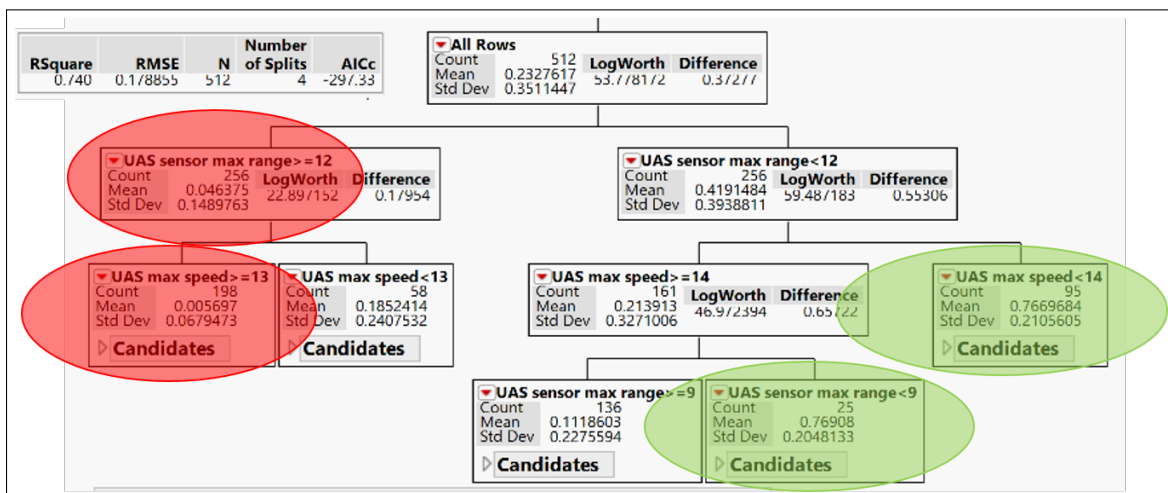 Number
RSquare RMSE N of Splits AICc
0.740 0.178855 512 4 -297.33
All Rows
Count 512 LogWorth Difference
Mean 0.2327617 53.778172 0.37277
Std Dev 0.3511447
UAS sensor max range>=12
Count 256 LogWorth Difference
Mean 0.046375 22.897152 0.17954
Std Dev 0.1489763
UAS sensor max range<12
Count 256 LogWorth Difference
Mean 0.4191484 59.487183 0.55306
Std Dev 0.3938811
UAS max speed>=13
Count 198
Mean 0.005697
Std Dev 0.0679473
Candidates
UAS max speed<13
Count 58
Mean 0.1852414
Std Dev 0.2407532
Candidates
UAS max speed>=14
Count 161 LogWorth Difference
Mean 0.213913 46.972394 0.65722
Std Dev 0.3271006
UAS max speed<14
Count 95
Mean 0.7669684
Std Dev 0.2105605
Candidates
UAS sensor max range>=9
Count 136
Mean 0.1118603
Std Dev 0.2275594
Candidates
UAS sensor max range<9
Count 25
Mean 0.76908
Std Dev 0.2048133
Candidates